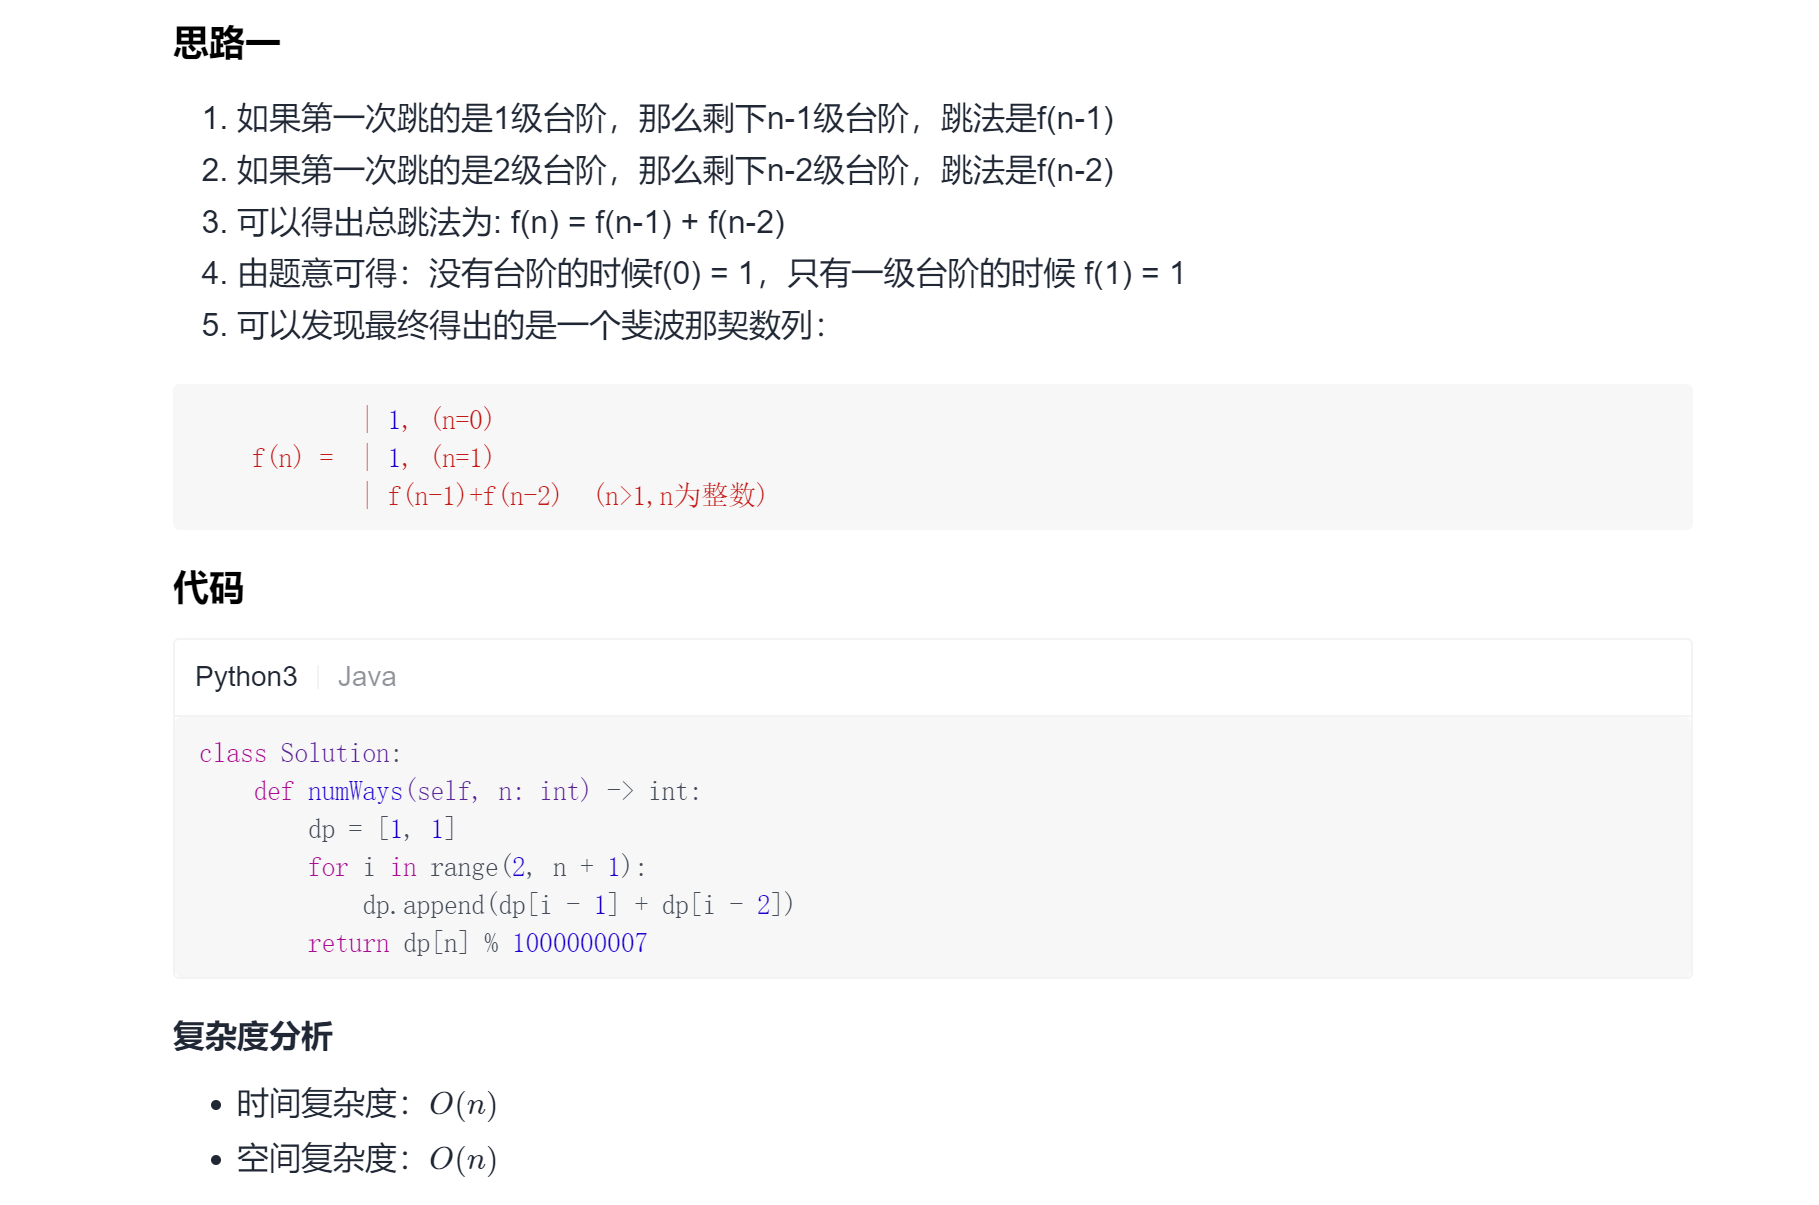 思路一
1. 如果第一次跳的是1级台阶，那么剩下n-1级台阶，跳法是f(n-1)
2. 如果第一次跳的是2级台阶，那么剩下n-2级台阶，跳法是f(n-2)
3. 可以得出总跳法为: f(n) = f(n-1) + f(n-2)
4. 由题意可得：没有台阶的时候f(0) = 1，只有一级台阶的时候 f(1) = 1
5. 可以发现最终得出的是一个斐波那契数列：
| 1, (n=0)
f(n) = | 1, (n=1)
| f(n-1)+f(n-2) (n>1,n为整数)
代码
Python3 | Java
class Solution:
    def numWays(self, n: int) -> int:
        dp = [1, 1]
        for i in range(2, n + 1):
            dp.append(dp[i - 1] + dp[i - 2])
        return dp[n] % 1000000007
复杂度分析
• 时间复杂度：O(n)
• 空间复杂度：O(n)